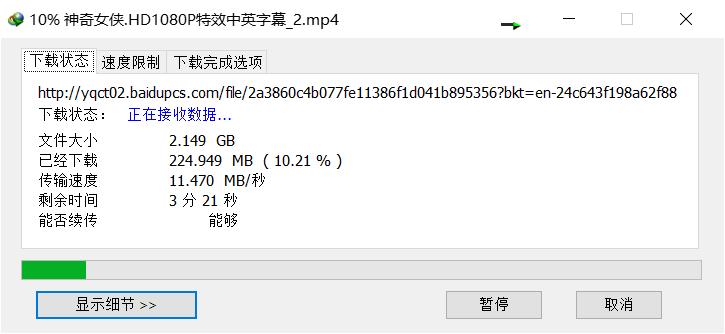 10% 神奇女侠.HD1080P特效中英字幕_2.mp4
下载状态 速度限制 下载完成选项
http://yqct02.baidupcs.com/file/2a3860c4b077fe11386f1d041b895356?bkt=en-24c643f198a62f88
下载状态： 正在接收数据...
文件大小 2.149 GB
已经下载 224.949 MB ( 10.21 % )
传输速度 11.470 MB/秒
剩余时间 3 分 21 秒
能否续传 能够
显示细节 >> 暂停 取消